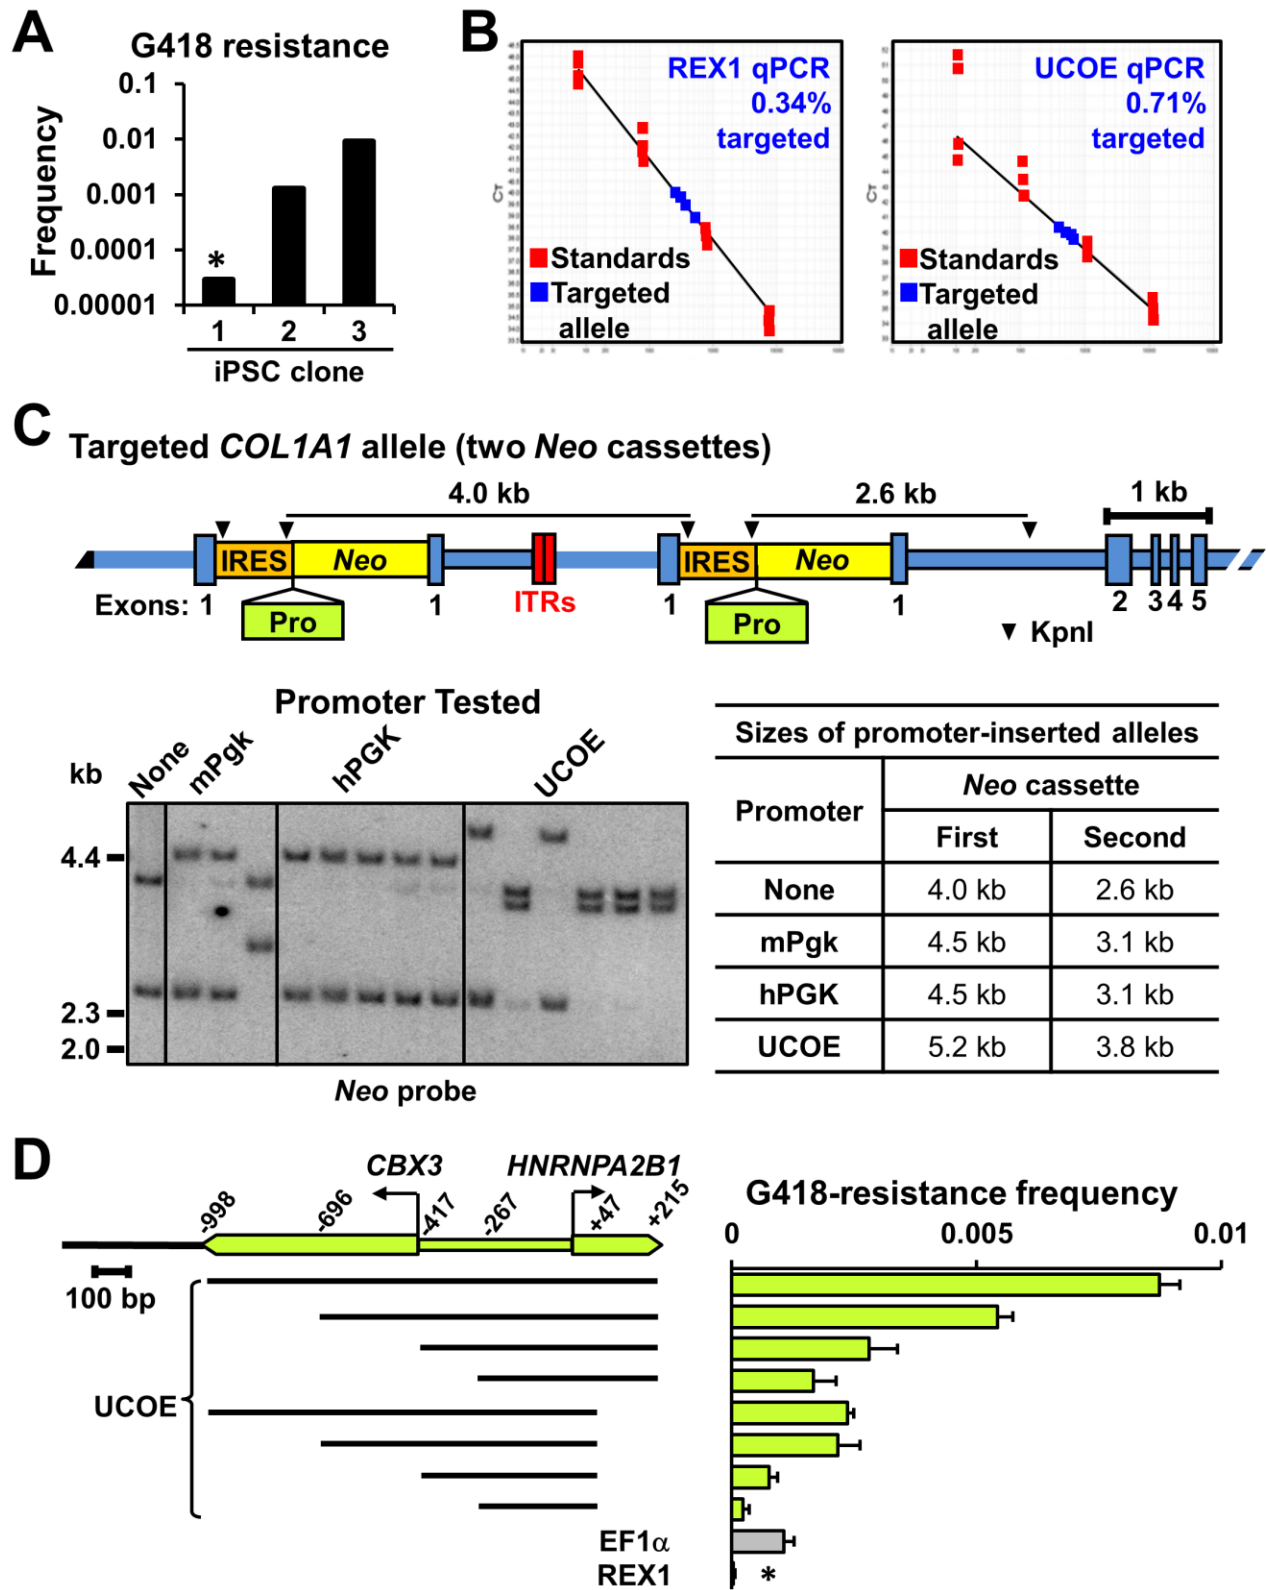 A
G418 resistance
Frequency
0.1
0.01
0.001
0.0001
0.00001
*
1 2 3
iPSC clone
B
REX1 qPCR
0.34%
targeted
CT
Standards
Targeted
allele
UCOE qPCR
0.71%
targeted
CT
Standards
Targeted
allele
C
Targeted COL1A1 allele (two Neo cassettes)
4.0 kb 2.6 kb 1 kb
IRES Neo IRES Neo
Exons: 1 1 ITRs 1 1 2 3 4 5
Pro Pro
KpnI
Promoter Tested
kb
None mPgk hPGK UCOE
4.4
2.3
2.0
Neo probe
Sizes of promoter-inserted alleles
Promoter Neo cassette
First Second
None 4.0 kb 2.6 kb
mPgk 4.5 kb 3.1 kb
hPGK 4.5 kb 3.1 kb
UCOE 5.2 kb 3.8 kb
D
CBX3 HNRNPA2B1
-998 -696 -417 -267 +47 +215
100 bp
UCOE
EF1α
REX1
G418-resistance frequency
0 0.005 0.01
*